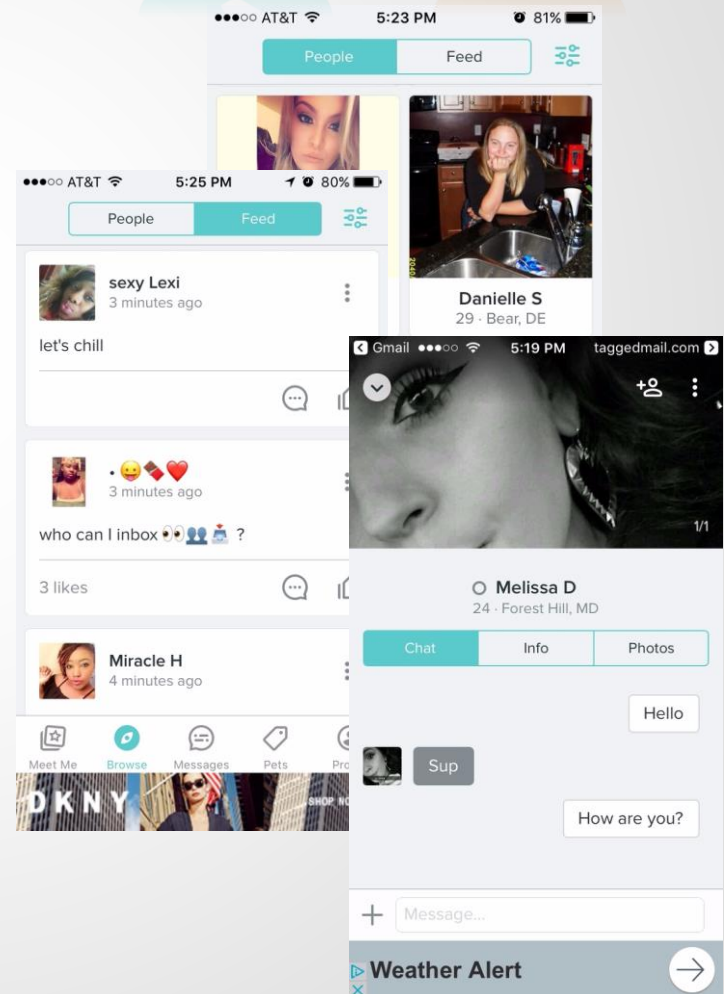 AT&T 5:23 PM 81%
People Feed
Danielle S
29 · Bear, DE
AT&T 5:25 PM 80%
People Feed
sexy Lexi
3 minutes ago
let's chill
· 😛🍫❤️
3 minutes ago
who can I inbox 👀👥📩 ?
3 likes
Miracle H
4 minutes ago
Meet Me Browse Messages Pets
DKNY
Gmail 5:19 PM taggedmail.com
1/1
Melissa D
24 · Forest Hill, MD
Chat Info Photos
Hello
Sup
How are you?
Message...
Weather Alert